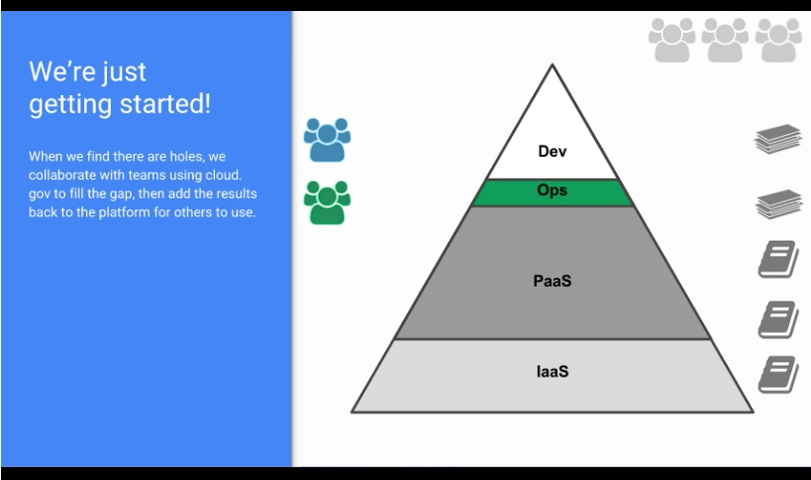 We’re just
getting started!
When we find there are holes, we
collaborate with teams using cloud.
gov to fill the gap, then add the results
back to the platform for others to use.
Dev
Ops
PaaS
IaaS